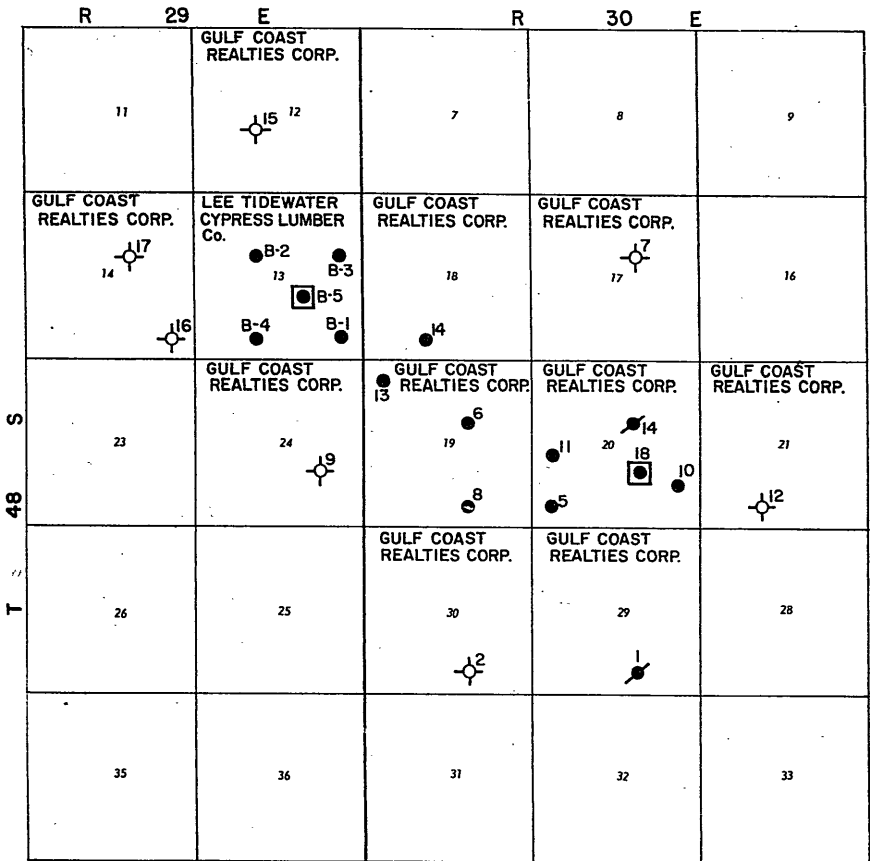 R 29 E R 30 E
GULF COAST
REALTIES CORP.
11 15 12 7 8 9
GULF COAST
REALTIES CORP.
17
14
16
LEE TIDEWATER
CYPRESS LUMBER
Co.
B-2
B-3
13
B-5
B-4
B-1
GULF COAST
REALTIES CORP.
18
14
GULF COAST
REALTIES CORP.
7
17
16
T 48 S
23
GULF COAST
REALTIES CORP.
24
9
GULF COAST
REALTIES CORP.
13
6
19
8
GULF COAST
REALTIES CORP.
14
20
11
18
10
5
GULF COAST
REALTIES CORP.
21
12
26
25
GULF COAST
REALTIES CORP.
30
2
GULF COAST
REALTIES CORP.
29
1
28
35 36 31 32 33